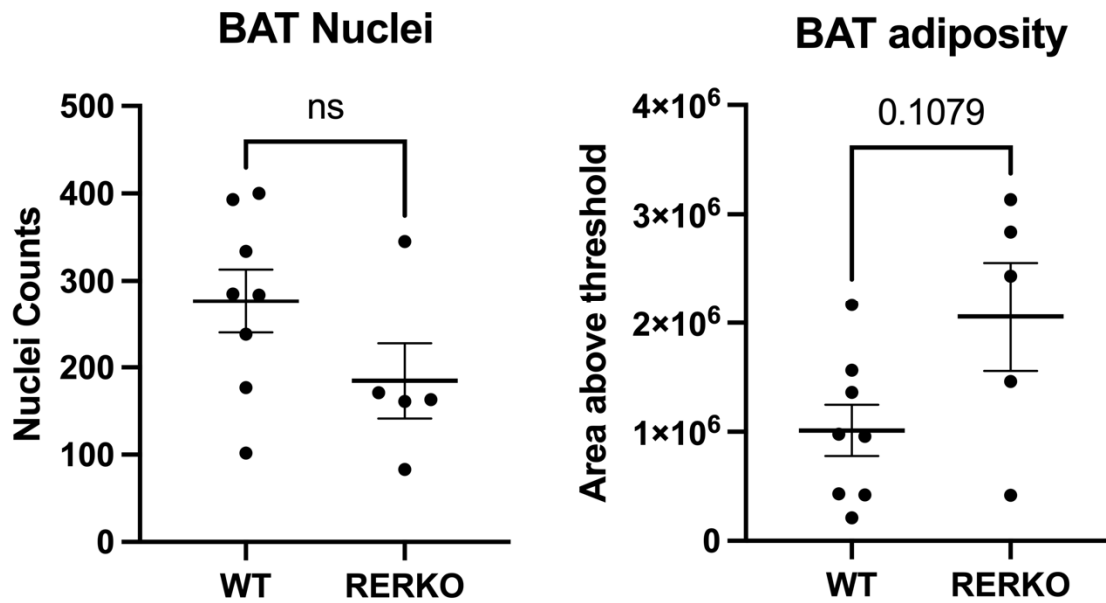 BAT Nuclei
Nuclei Counts
500
400
300
200
100
0
ns
WT
RERKO
BAT adiposity
Area above threshold
4×10⁶
3×10⁶
2×10⁶
1×10⁶
0
0.1079
WT
RERKO